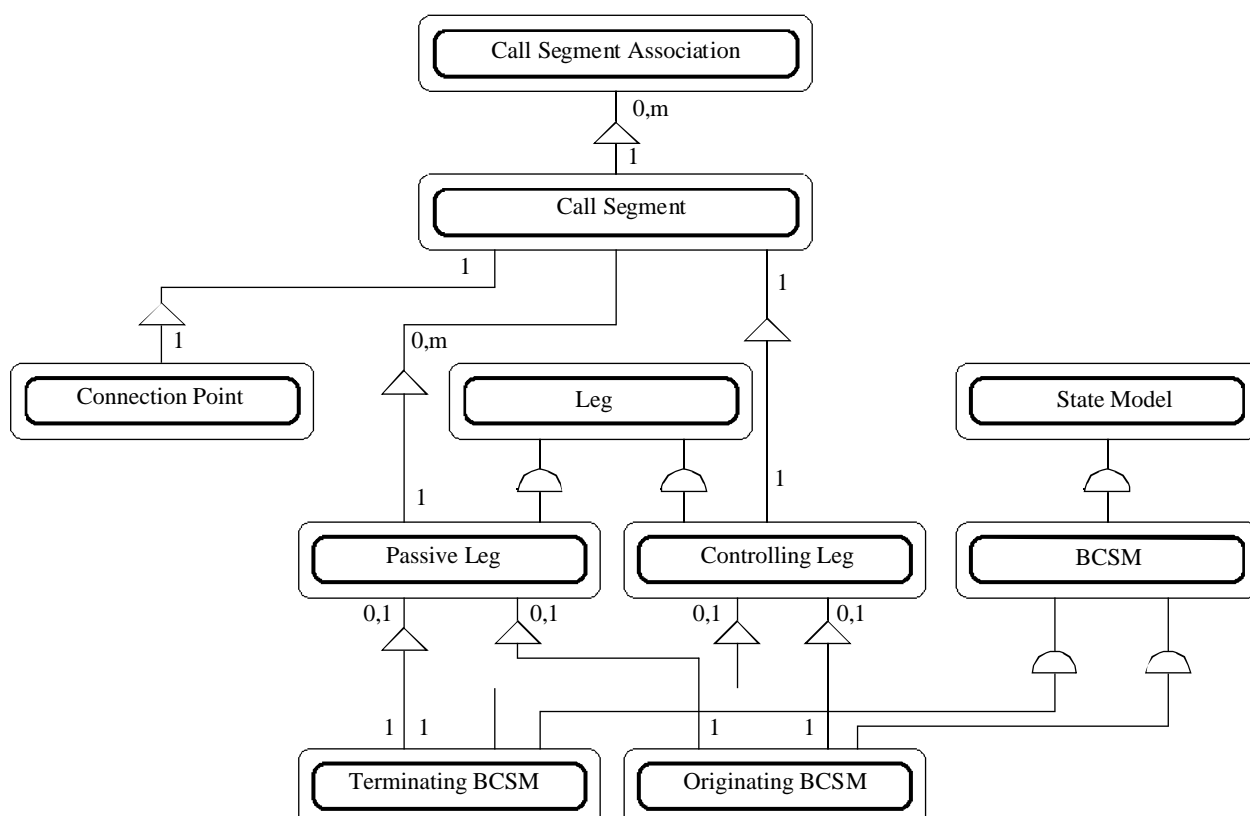 Call Segment Association
0,m
1
Call Segment
1
1
0,m
1
Connection Point
Leg
State Model
1
1
Passive Leg
Controlling Leg
BCSM
0,1
0,1
0,1
0,1
1
1
1
1
Terminating BCSM
Originating BCSM